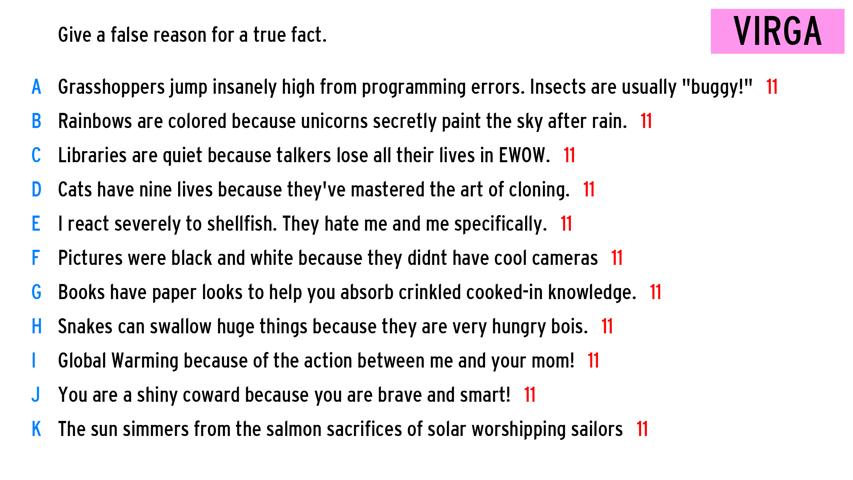 Give a false reason for a true fact.
VIRGA
A Grasshoppers jump insanely high from programming errors. Insects are usually "buggy!" 11
B Rainbows are colored because unicorns secretly paint the sky after rain. 11
C Libraries are quiet because talkers lose all their lives in EWOW. 11
D Cats have nine lives because they've mastered the art of cloning. 11
E I react severely to shellfish. They hate me and me specifically. 11
F Pictures were black and white because they didnt have cool cameras 11
G Books have paper looks to help you absorb crinkled cooked-in knowledge. 11
H Snakes can swallow huge things because they are very hungry bois. 11
I Global Warming because of the action between me and your mom! 11
J You are a shiny coward because you are brave and smart! 11
K The sun simmers from the salmon sacrifices of solar worshipping sailors 11